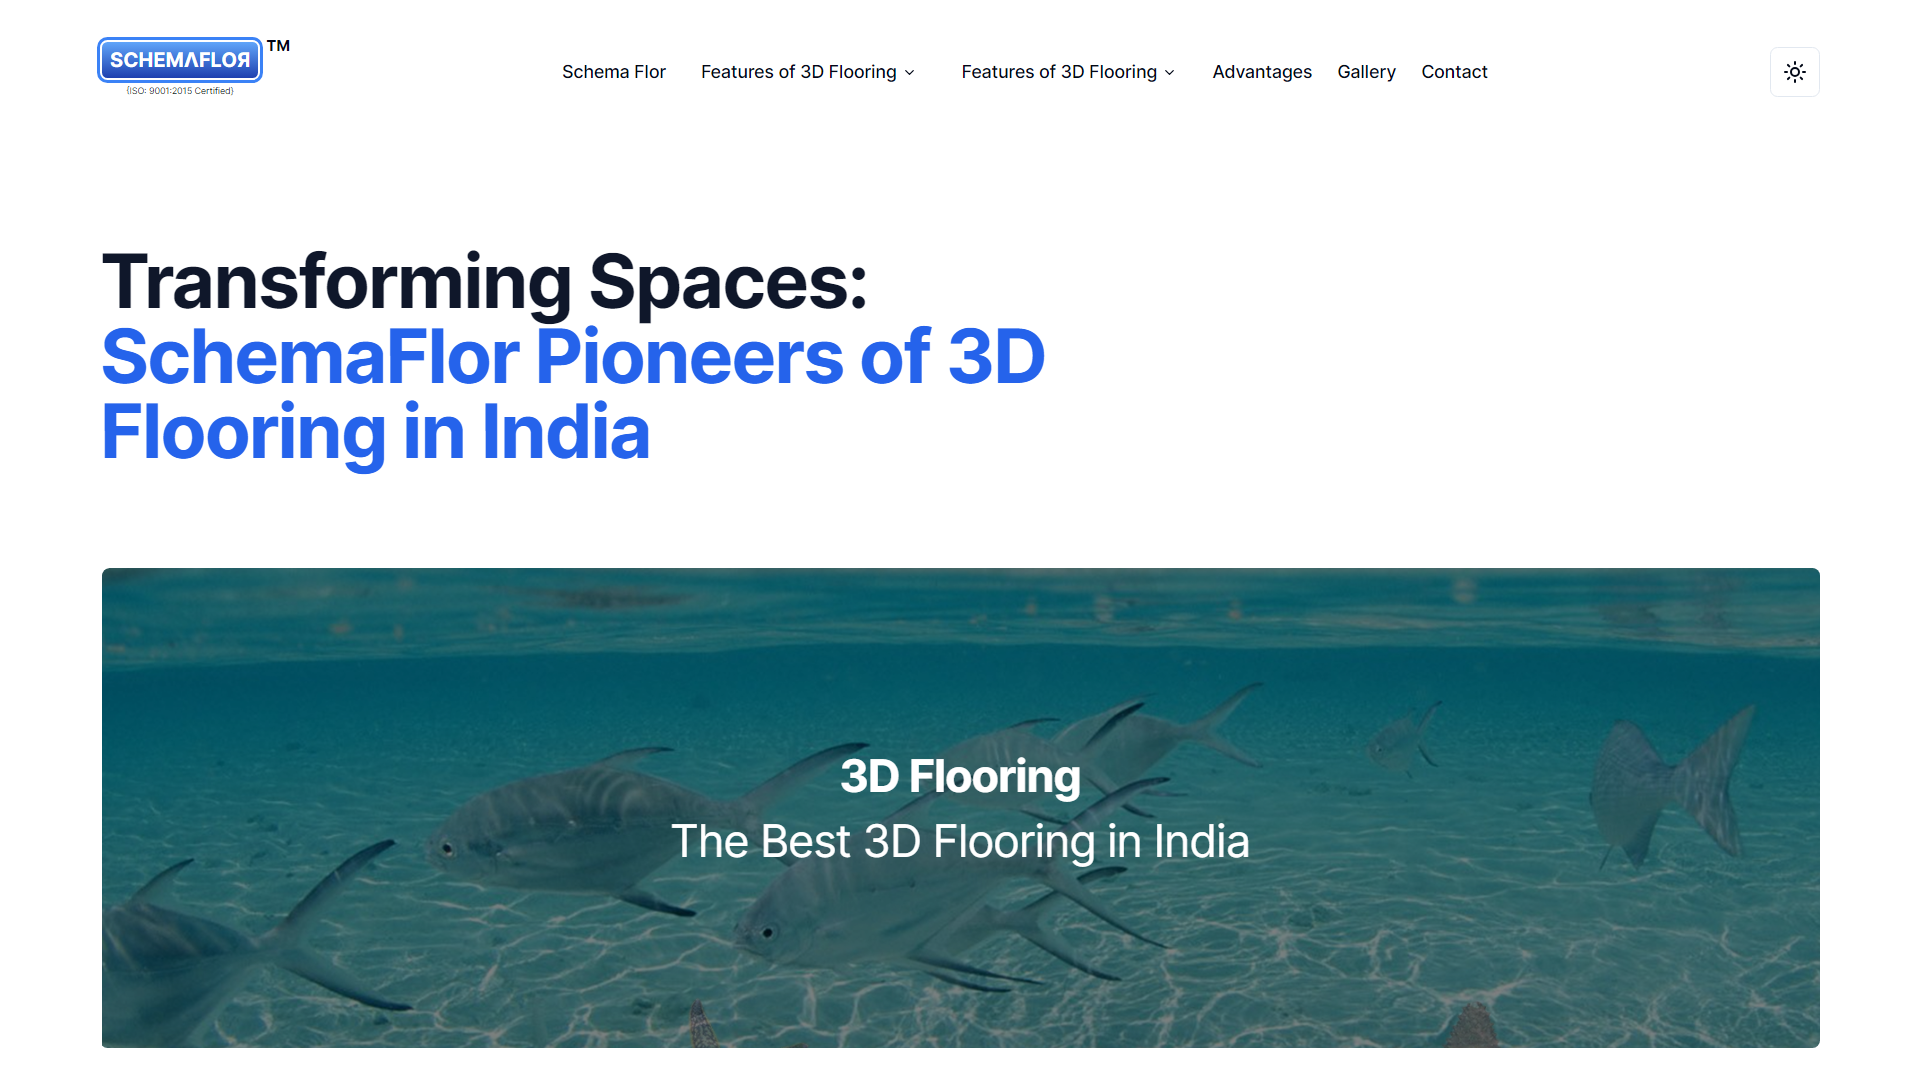 SCHEMΛFLOЯ TM
{ISO: 9001:2015 Certified}
Schema Flor
Features of 3D Flooring
Features of 3D Flooring
Advantages
Gallery
Contact
Transforming Spaces:
SchemaFlor Pioneers of 3D
Flooring in India
3D Flooring
The Best 3D Flooring in India